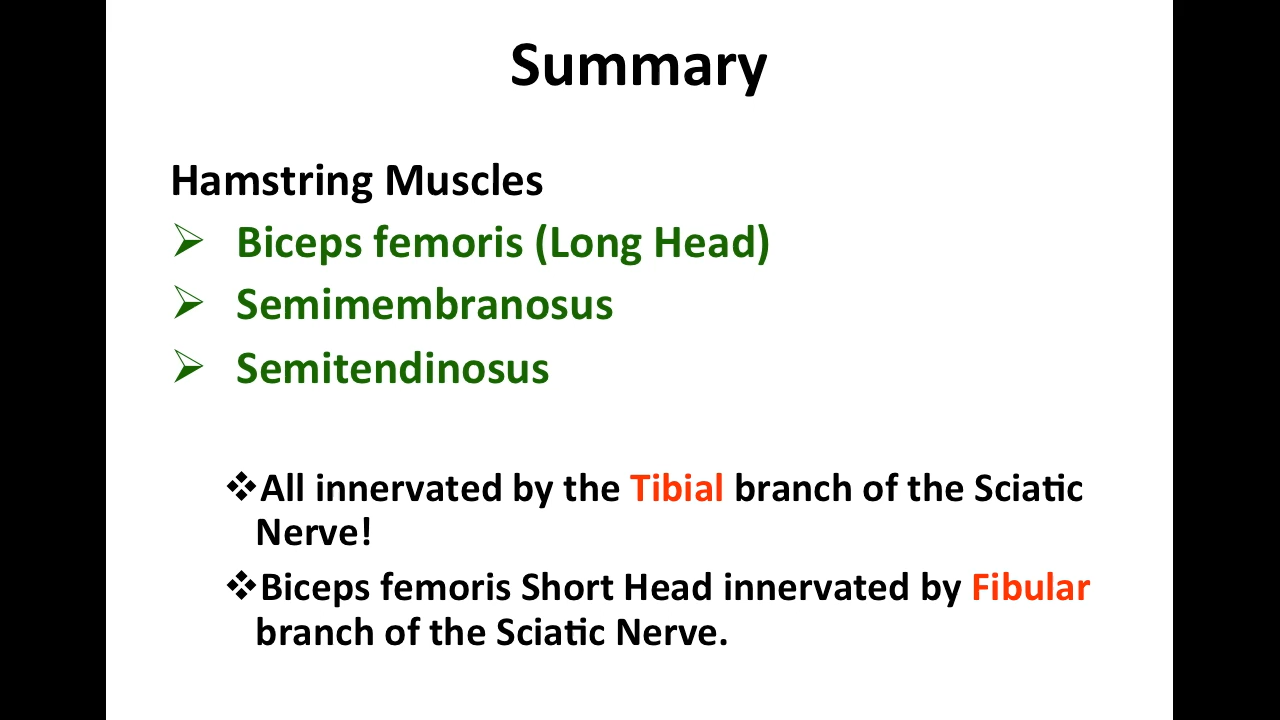 Summary
Hamstring Muscles
➢ Biceps femoris (Long Head)
➢ Semimembranosus
➢ Semitendinosus
❖All innervated by the Tibial branch of the Sciatic
Nerve!
❖Biceps femoris Short Head innervated by Fibular
branch of the Sciatic Nerve.